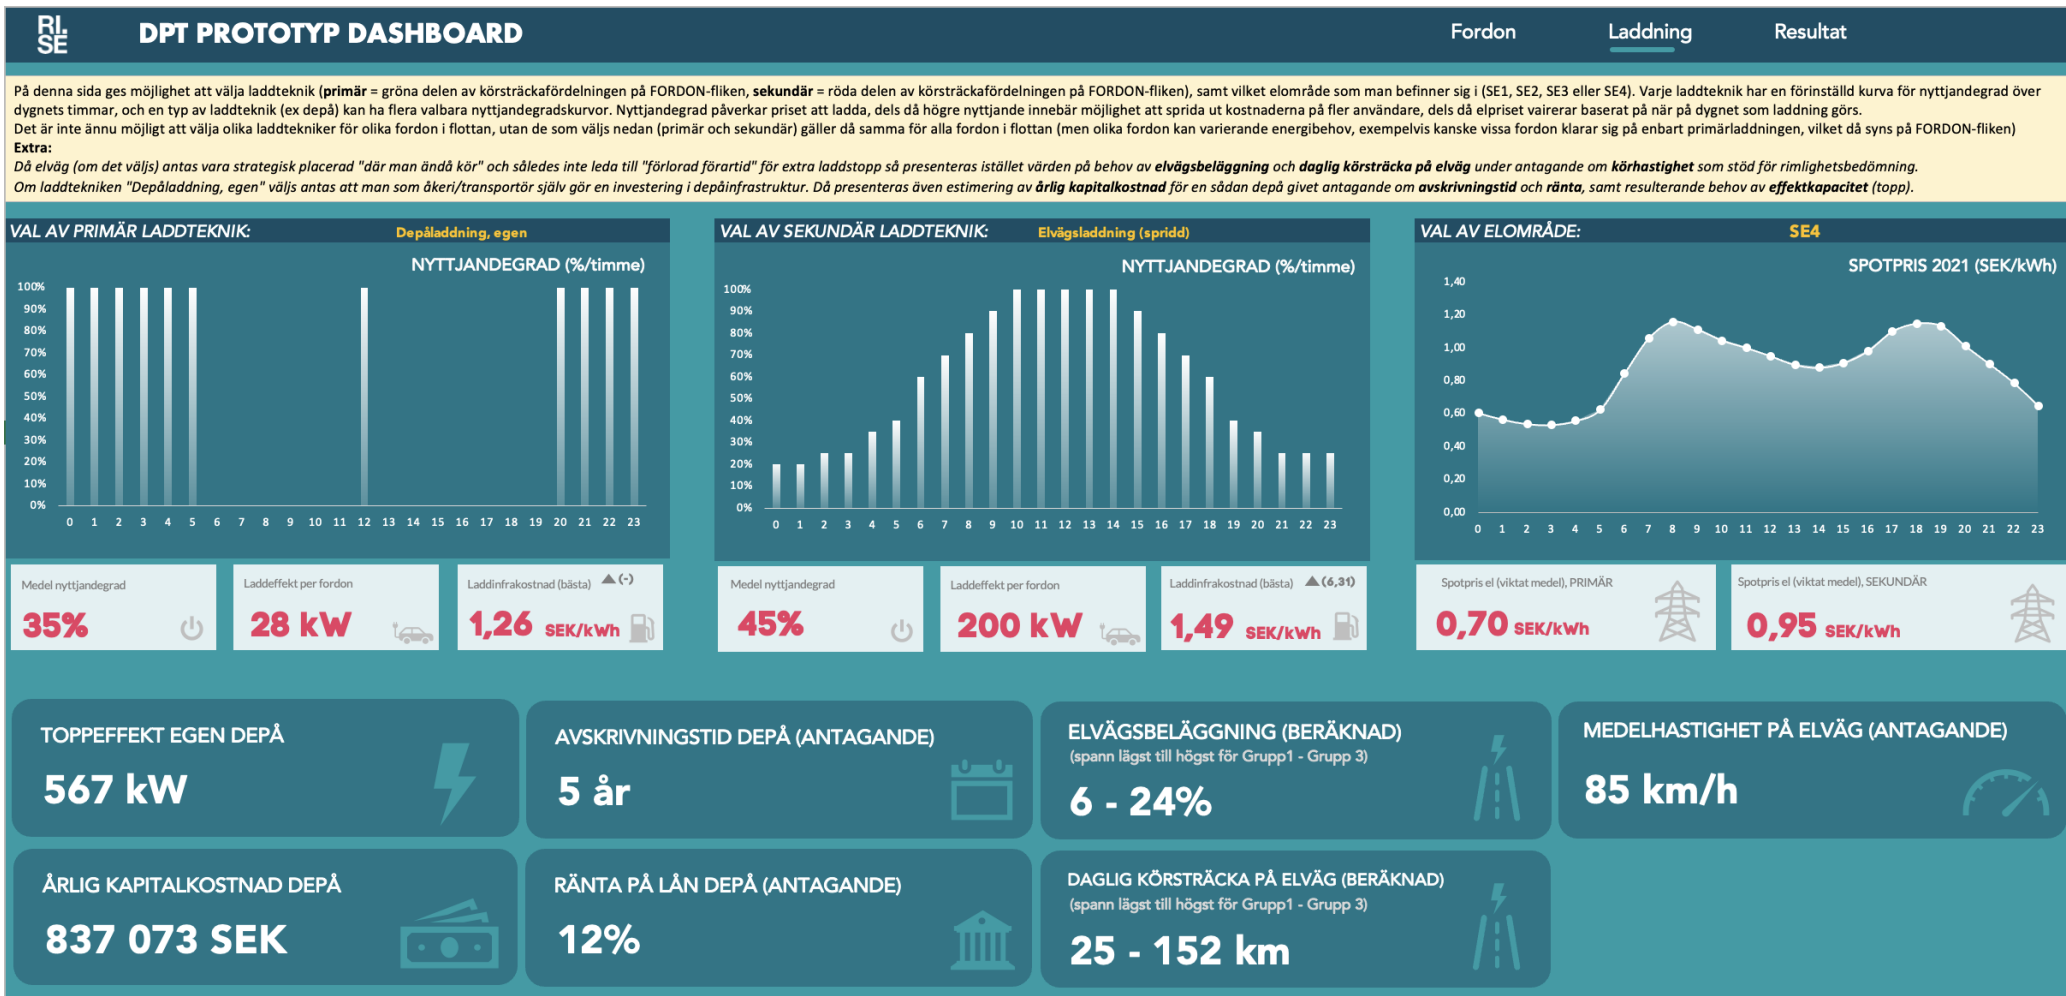 RI.
SE
DPT PROTOTYP DASHBOARD
Fordon
Laddning
Resultat
På denna sida ges möjlighet att välja laddteknik (primär = gröna delen av körsträckafördelningen på FORDON-fliken, sekundär = röda delen av körsträckafördelningen på FORDON-fliken), samt vilket elområde som man befinner sig i (SE1, SE2, SE3 eller SE4). Varje laddteknik har en förinställd kurva för nyttjandegrad över
dygnets timmar, och en typ av laddteknik (ex depå) kan ha flera valbara nyttjandegradskurvor. Nyttjandegrad påverkar priset att ladda, dels då högre nyttjande innebär möjlighet att sprida ut kostnaderna på fler användare, dels då elpriset vairerar baserat på när på dygnet som laddning görs.
Det är inte ännu möjligt att välja olika laddtekniker för olika fordon i flottan, utan de som väljs nedan (primär och sekundär) gäller då samma för alla fordon i flottan (men olika fordon kan varierande energibehov, exempelvis kanske vissa fordon klarar sig på enbart primärladdningen, vilket då syns på FORDON-fliken)
Extra:
Då elväg (om det väljs) antas vara strategisk placerad "där man ändå kör" och således inte leda till "förlorad förartid" för extra laddstopp så presenteras istället värden på behov av elvägsbeläggning och daglig körsträcka på elväg under antagande om körhastighet som stöd för rimlighetsbedömning.
Om laddtekniken "Depåladdning, egen" väljs antas att man som åkeri/transportör själv gör en investering i depåinfrastruktur. Då presenteras även estimering av årlig kapitalkostnad för en sådan depå givet antagande om avskrivningstid och ränta, samt resulterande behov av effektkapacitet (topp).
VAL AV PRIMÄR LADDTEKNIK:
Depåladdning, egen
NYTTJANDEGRAD (%/timme)
100%
90%
80%
70%
60%
50%
40%
30%
20%
10%
0%
0 1 2 3 4 5 6 7 8 9 10 11 12 13 14 15 16 17 18 19 20 21 22 23
Medel nyttjandegrad
35%
Laddeffekt per fordon
28 kW
Laddinfrakostnad (bästa) ▲(-)
1,26 SEK/kWh
VAL AV SEKUNDÄR LADDTEKNIK:
Elvägsladdning (spridd)
NYTTJANDEGRAD (%/timme)
100%
90%
80%
70%
60%
50%
40%
30%
20%
10%
0%
0 1 2 3 4 5 6 7 8 9 10 11 12 13 14 15 16 17 18 19 20 21 22 23
Medel nyttjandegrad
45%
Laddeffekt per fordon
200 kW
Laddinfrakostnad (bästa) ▲(6,31)
1,49 SEK/kWh
VAL AV ELOMRÅDE:
SE4
SPOTPRIS 2021 (SEK/kWh)
1,40
1,20
1,00
0,80
0,60
0,40
0,20
0,00
0 1 2 3 4 5 6 7 8 9 10 11 12 13 14 15 16 17 18 19 20 21 22 23
Spotpris el (viktat medel), PRIMÄR
0,70 SEK/kWh
Spotpris el (viktat medel), SEKUNDÄR
0,95 SEK/kWh
TOPPEFFEKT EGEN DEPÅ
567 kW
AVSKRIVNINGSTID DEPÅ (ANTAGANDE)
5 år
ELVÄGSBELÄGGNING (BERÄKNAD)
(spann lägst till högst för Grupp1 - Grupp 3)
6 - 24%
MEDELHASTIGHET PÅ ELVÄG (ANTAGANDE)
85 km/h
ÅRLIG KAPITALKOSTNAD DEPÅ
837 073 SEK
RÄNTA PÅ LÅN DEPÅ (ANTAGANDE)
12%
DAGLIG KÖRSTRÄCKA PÅ ELVÄG (BERÄKNAD)
(spann lägst till högst för Grupp1 - Grupp 3)
25 - 152 km